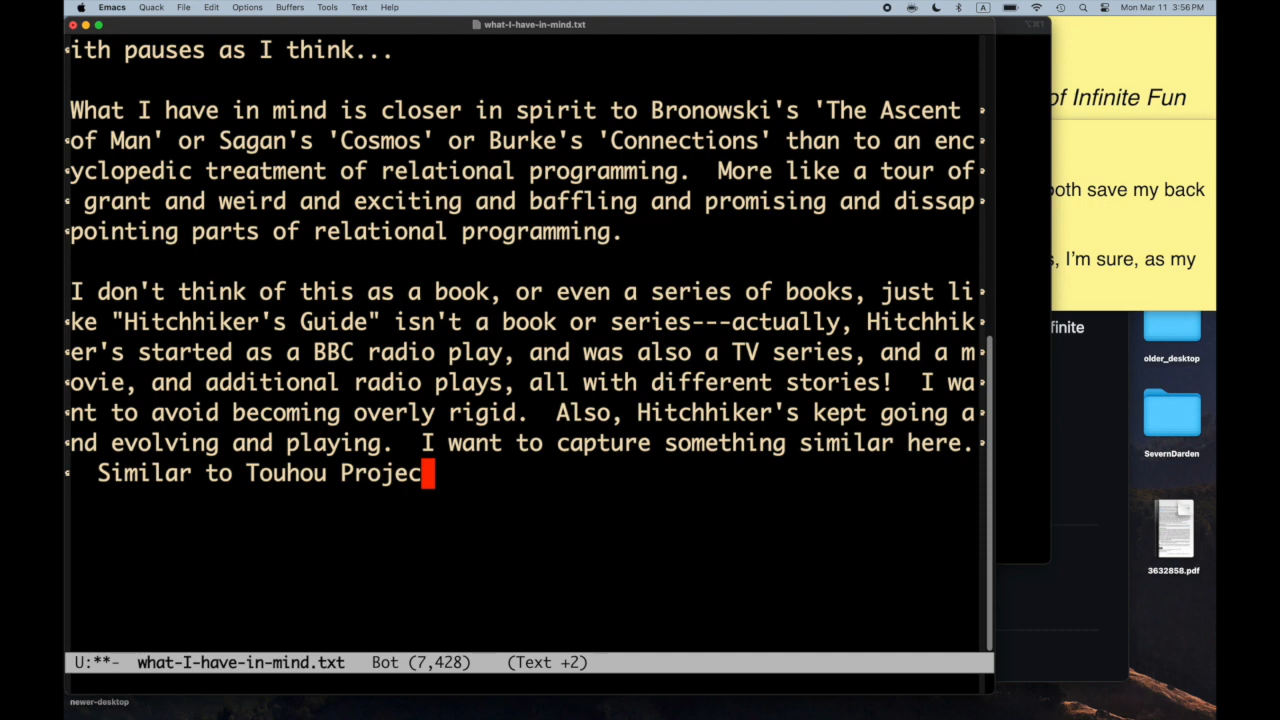 Emacs Quack File Edit Options Buffers Tools Text Help
A Mon Mar 11 3:56 PM
what-I-have-in-mind.txt
⌥⌘1
ith pauses as I think...
What I have in mind is closer in spirit to Bronowski's 'The Ascent
of Man' or Sagan's 'Cosmos' or Burke's 'Connections' than to an enc
yclopedic treatment of relational programming.  More like a tour of
 grant and weird and exciting and baffling and promising and dissap
pointing parts of relational programming.
I don't think of this as a book, or even a series of books, just li
ke "Hitchhiker's Guide" isn't a book or series---actually, Hitchhik
er's started as a BBC radio play, and was also a TV series, and a m
ovie, and additional radio plays, all with different stories!  I wa
nt to avoid becoming overly rigid.  Also, Hitchhiker's kept going a
nd evolving and playing.  I want to capture something similar here.
  Similar to Touhou Projec
U:**-  what-I-have-in-mind.txt   Bot (7,428)   (Text +2)
of Infinite Fun
both save my back
s, I'm sure, as my
finite
older_desktop
SevernDarden
3632858.pdf
newer-desktop